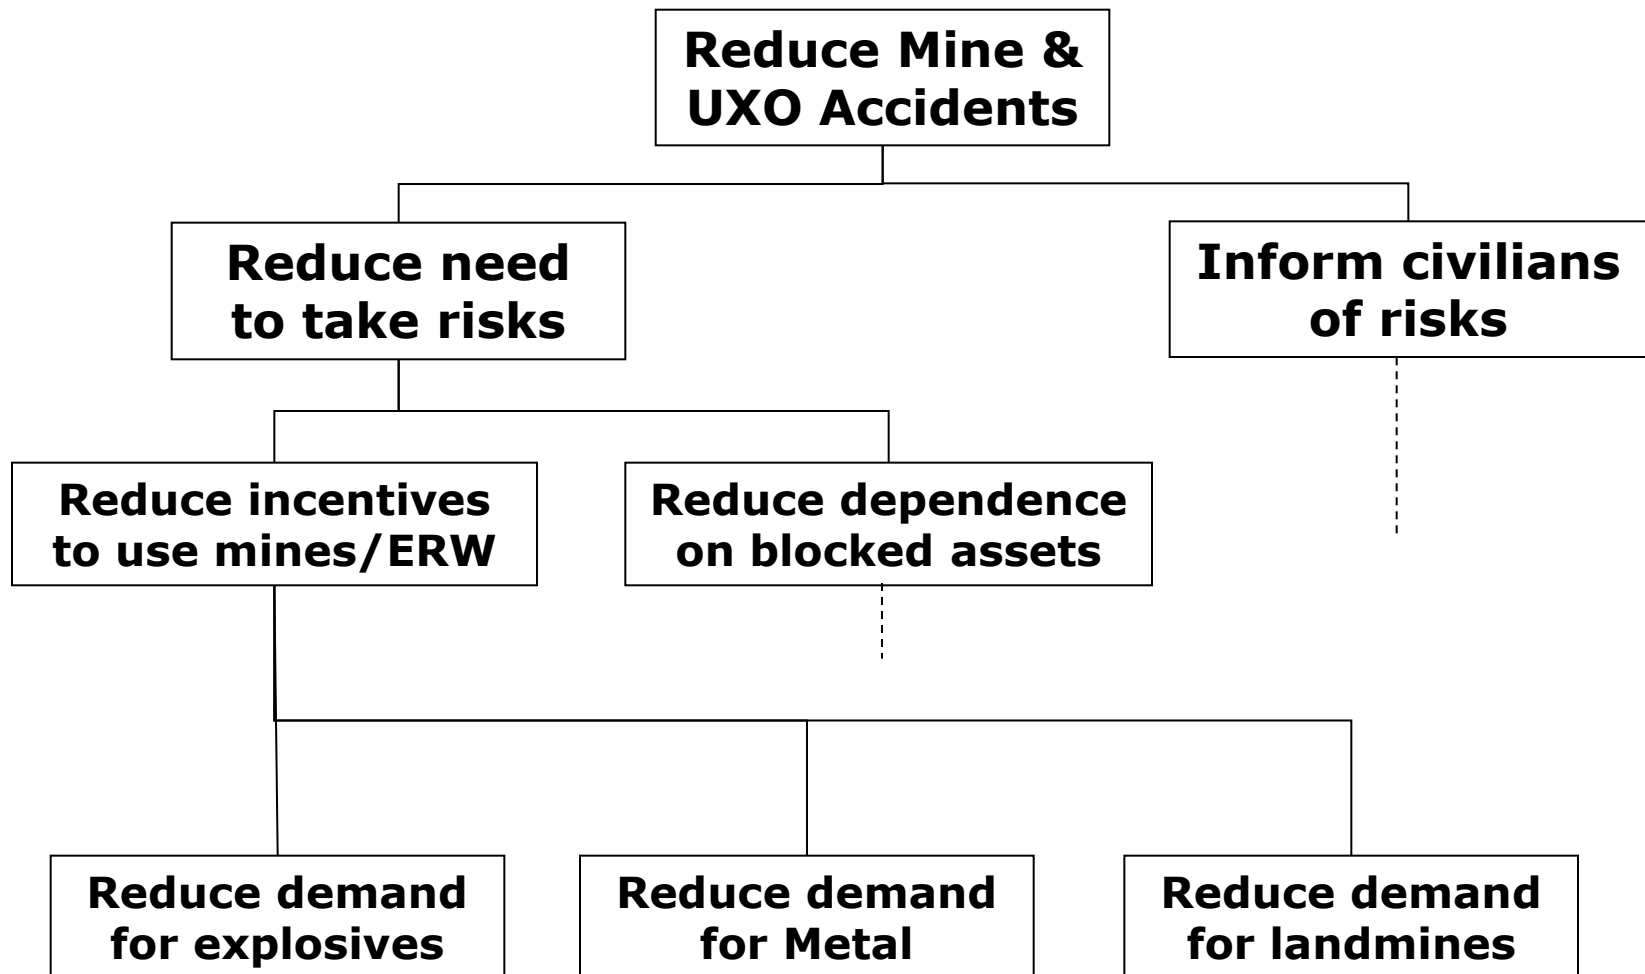 Reduce Mine &
UXO Accidents
Reduce need
to take risks
Inform civilians
of risks
Reduce incentives
to use mines/ERW
Reduce dependence
on blocked assets
Reduce demand
for explosives
Reduce demand
for Metal
Reduce demand
for landmines